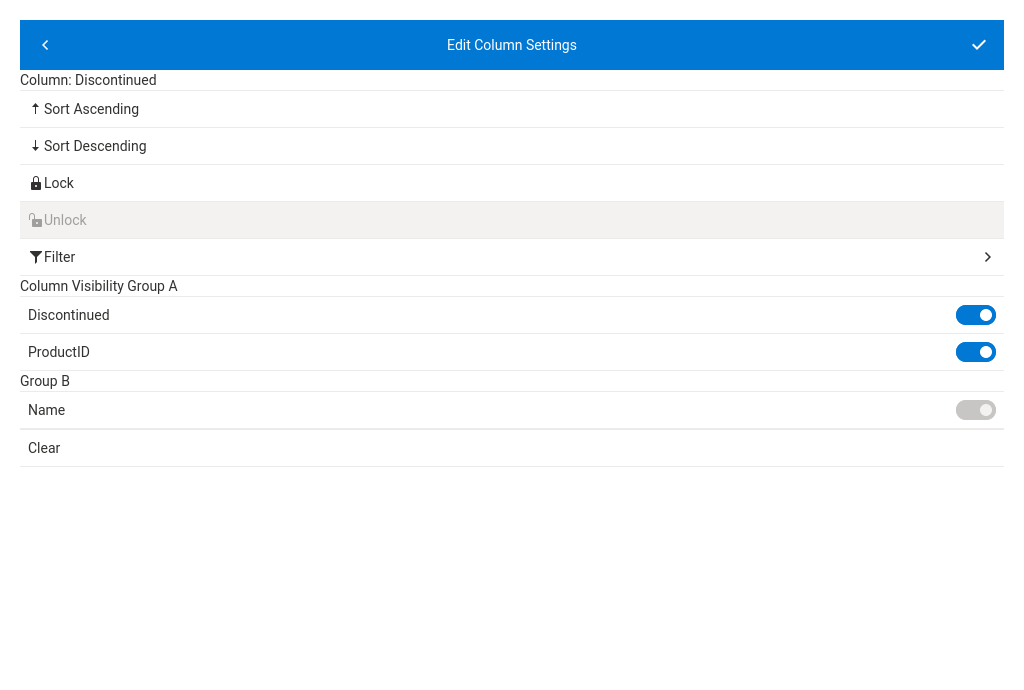 Edit Column Settings
Column: Discontinued
Sort Ascending
Sort Descending
Lock
Unlock
Filter
Column Visibility Group A
Discontinued
ProductID
Group B
Name
Clear